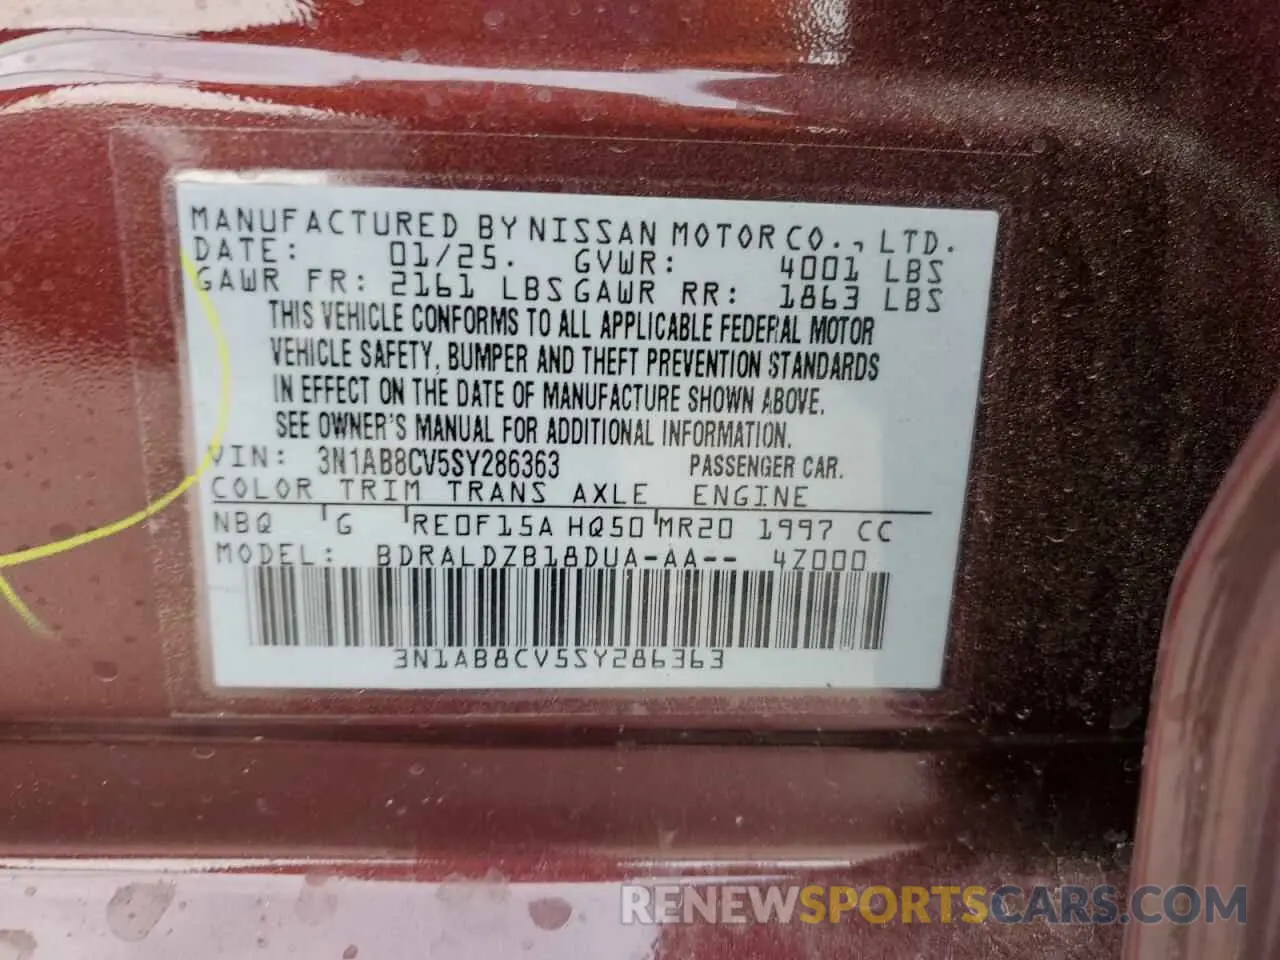 MANUFACTURED BY NISSAN MOTOR CO., LTD.
DATE: 01/25. GVWR: 4001 LBS
GAWR FR: 2161 LBS GAWR RR: 1863 LBS
THIS VEHICLE CONFORMS TO ALL APPLICABLE FEDERAL MOTOR
VEHICLE SAFETY, BUMPER AND THEFT PREVENTION STANDARDS
IN EFFECT ON THE DATE OF MANUFACTURE SHOWN ABOVE.
SEE OWNER'S MANUAL FOR ADDITIONAL INFORMATION.
VIN: 3N1AB8CV5SY286363 PASSENGER CAR.
COLOR TRIM TRANS AXLE ENGINE
NBQ G RE0F15A HQ50 MR20 1997 CC
MODEL: BDRALDZB18DUA-AA-- 4Z000
3N1AB8CV5SY286363
RENEWSPORTSCARS.COM